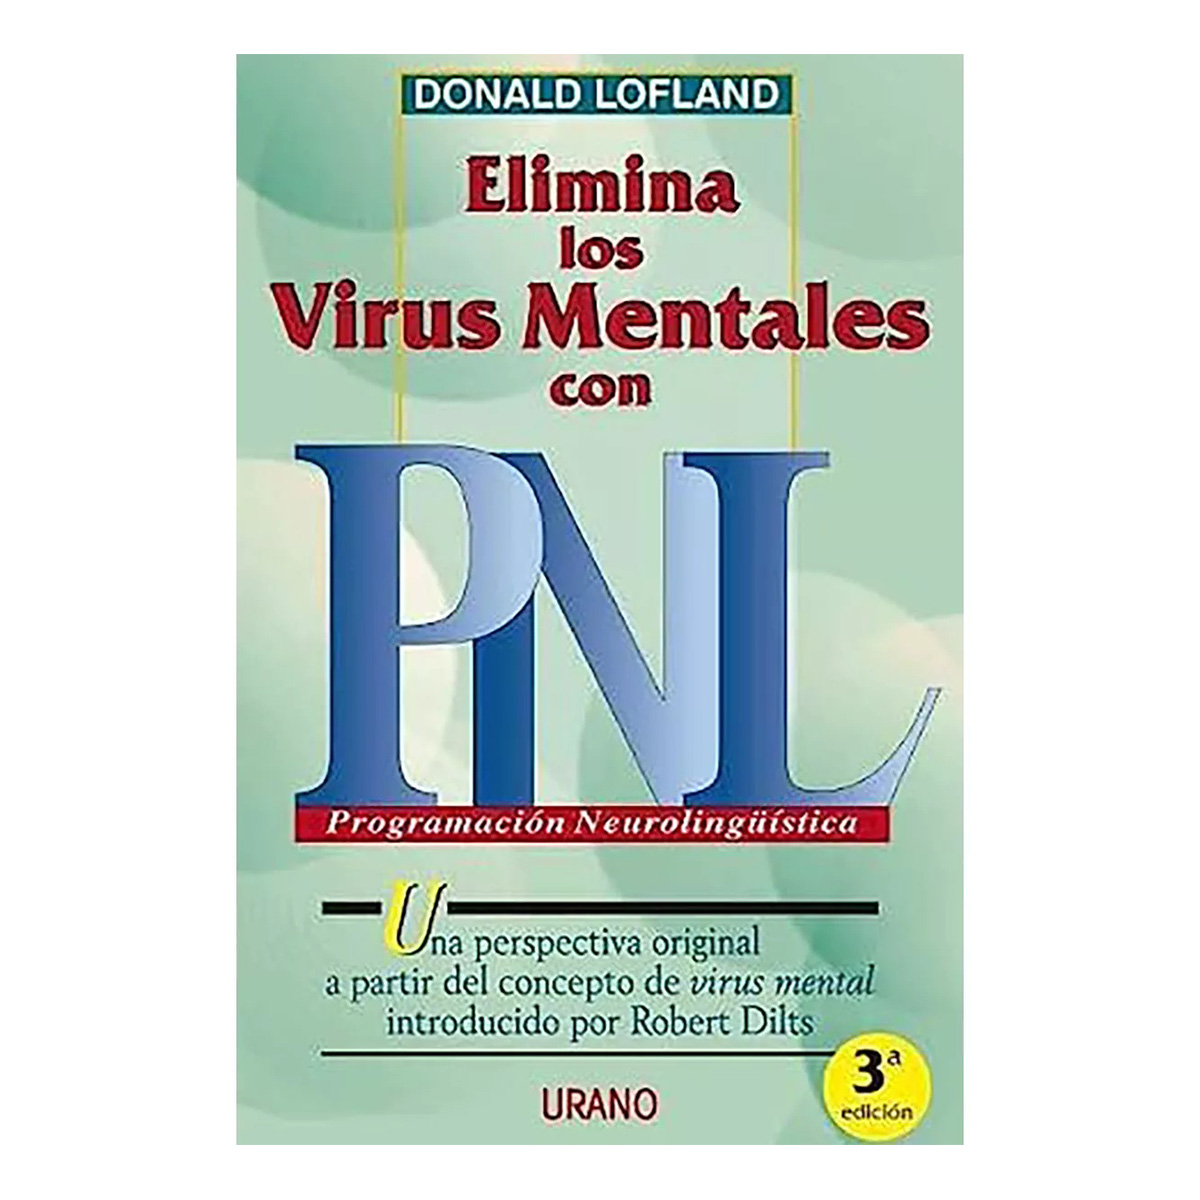 DONALD LOFLAND
Elimina
los
Virus Mentales
con
PNL
Programación Neurolingüística
Una perspectiva original
a partir del concepto de virus mental
introducido por Robert Dilts
3ª
edición
URANO